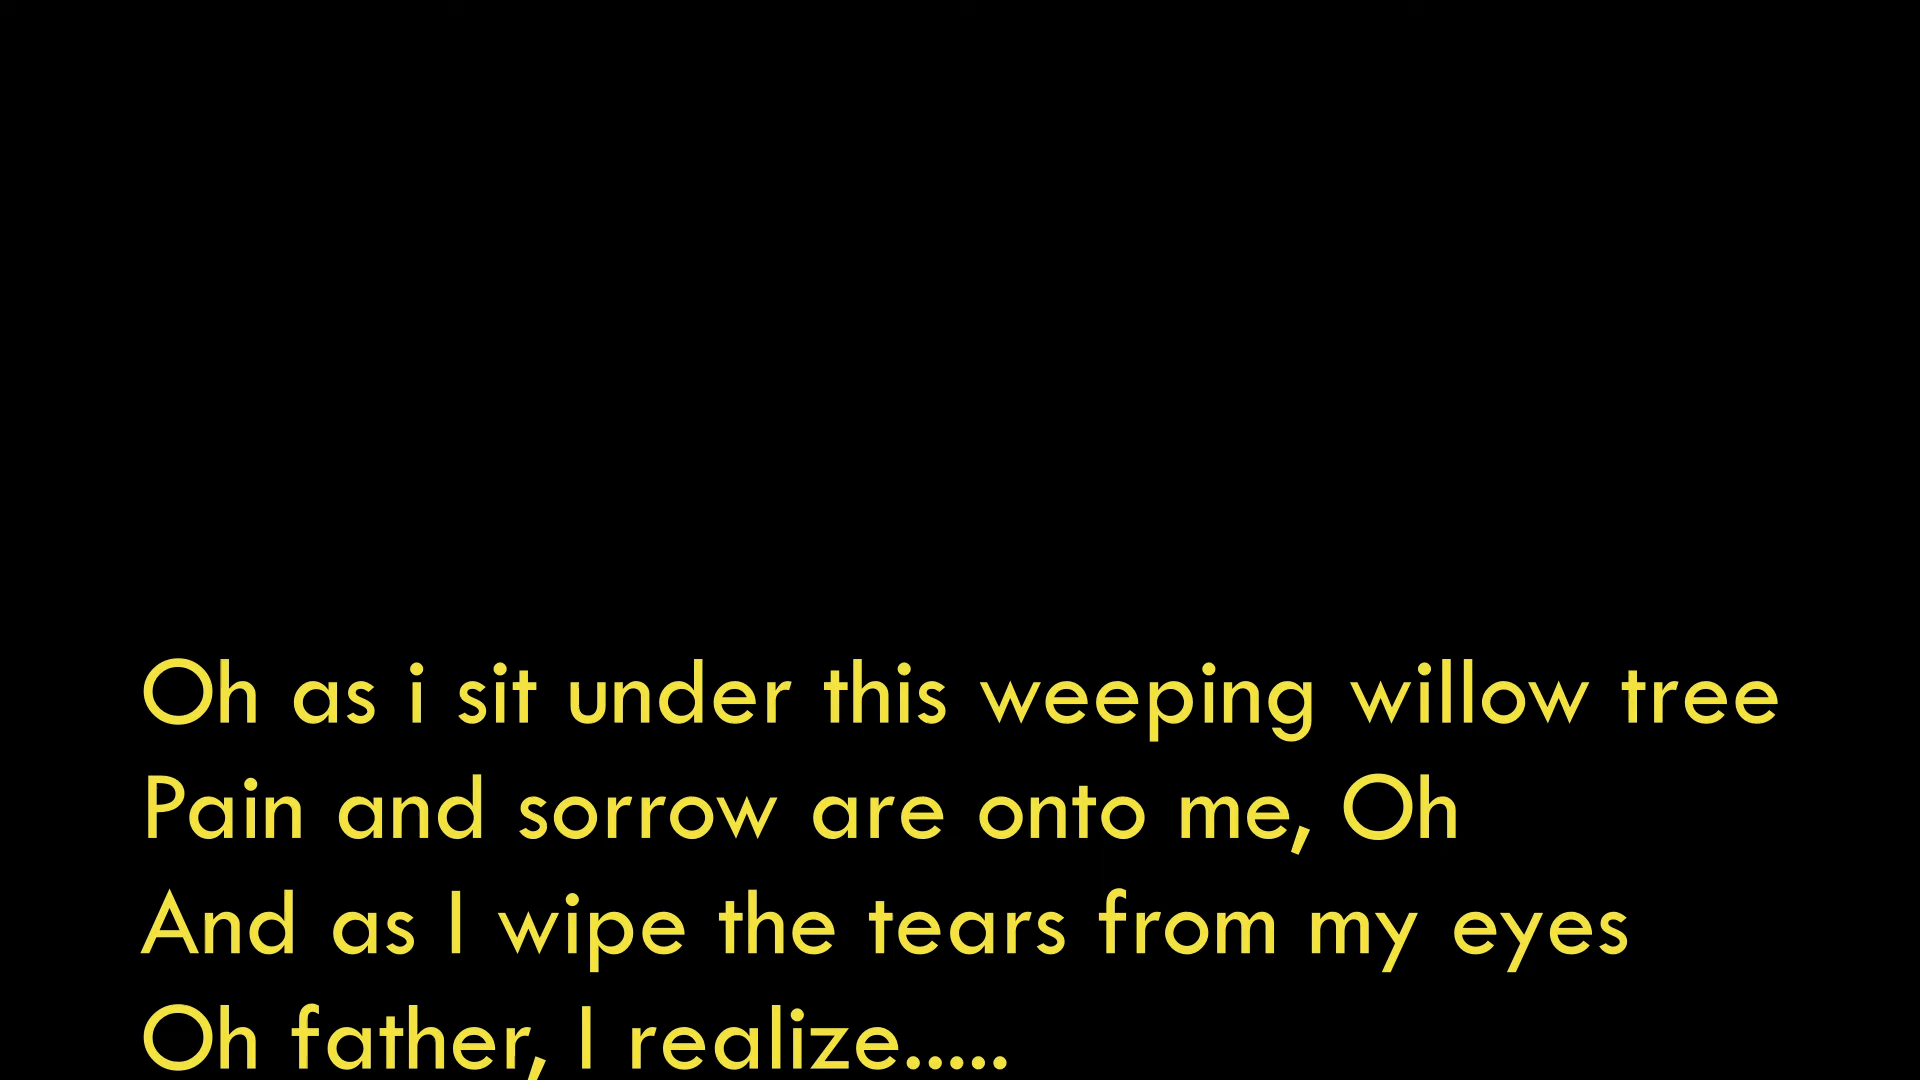 Oh as i sit under this weeping willow tree
Pain and sorrow are onto me, Oh
And as I wipe the tears from my eyes
Oh father, I realize.....